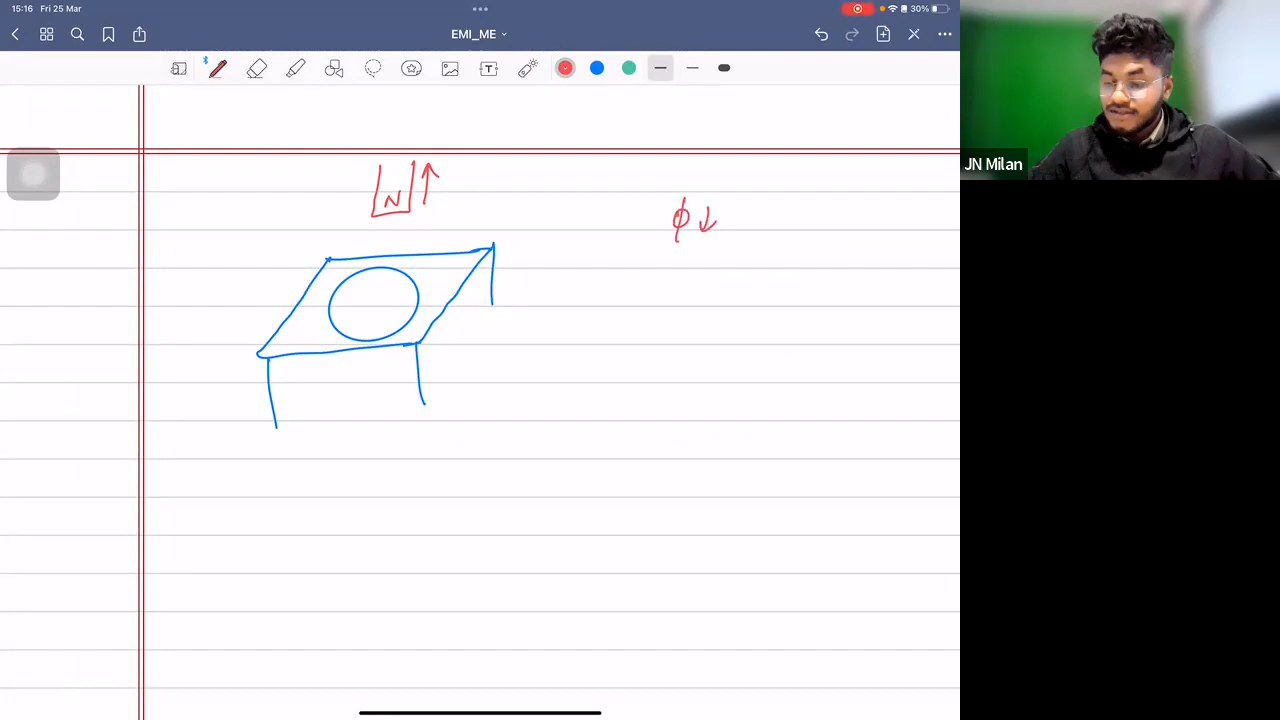 15:16 Fri 25 Mar
30%
EMI_ME
T
JN Milan
N ↑
ϕ ↓